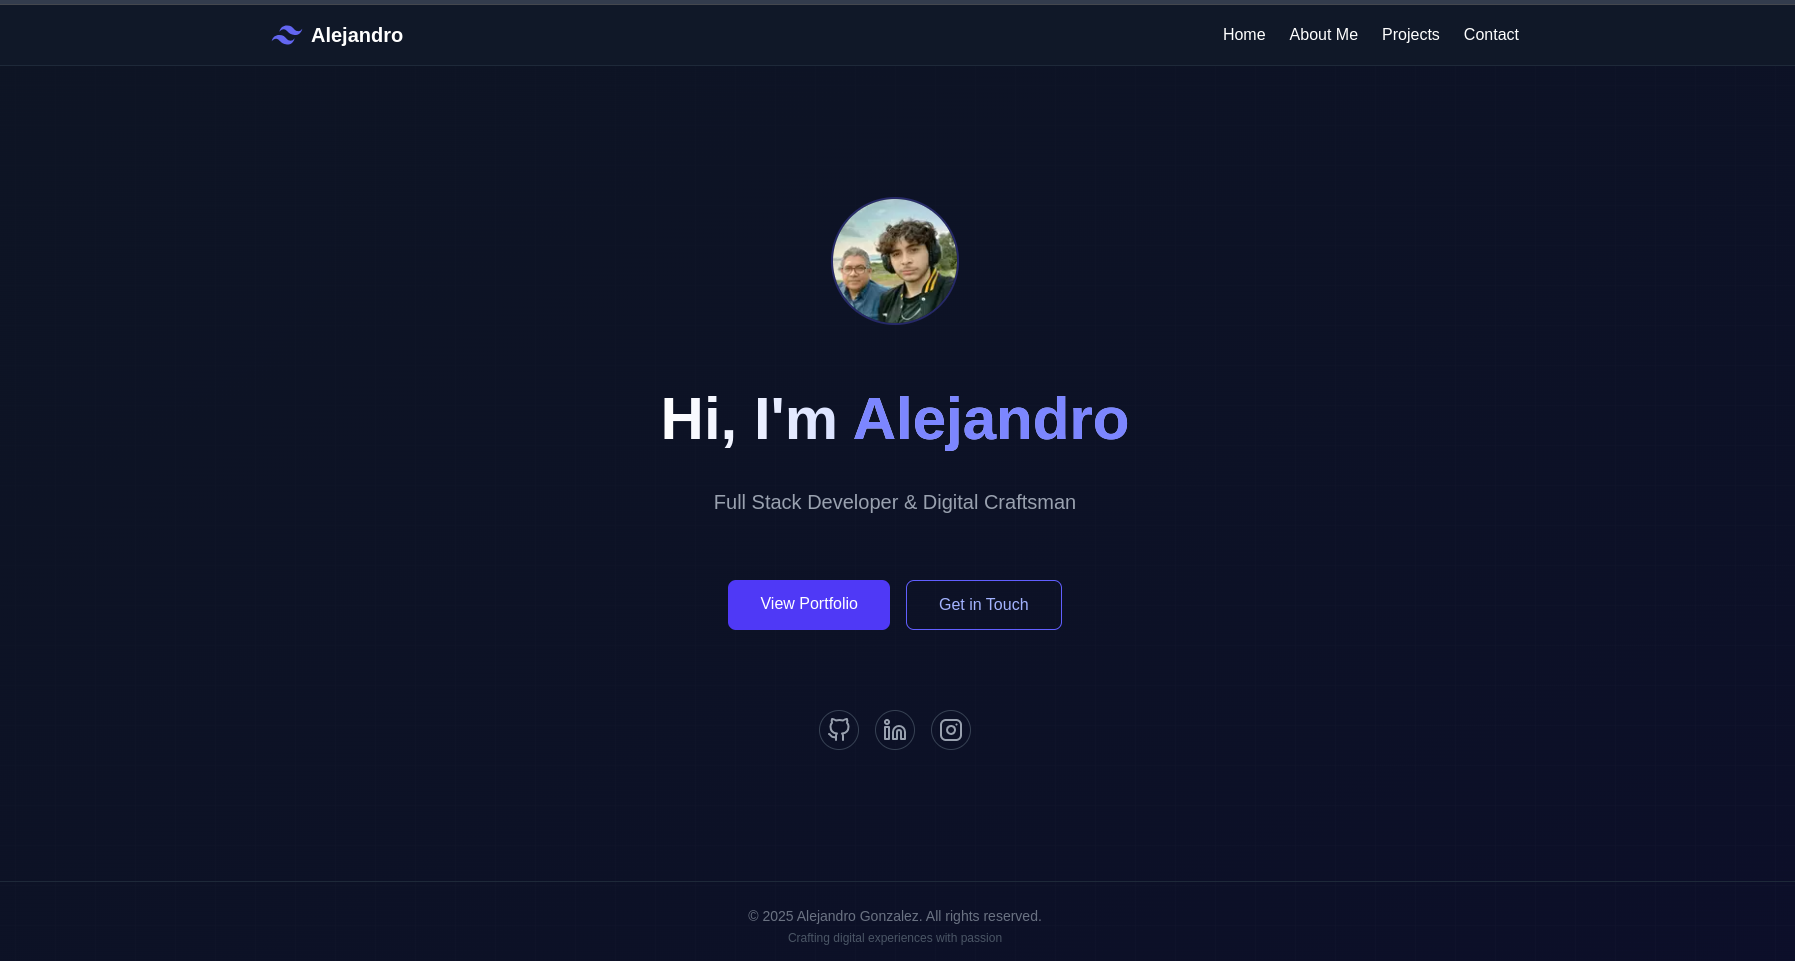 Alejandro
Home About Me Projects Contact
Hi, I'm Alejandro
Full Stack Developer & Digital Craftsman
View Portfolio
Get in Touch
© 2025 Alejandro Gonzalez. All rights reserved.
Crafting digital experiences with passion